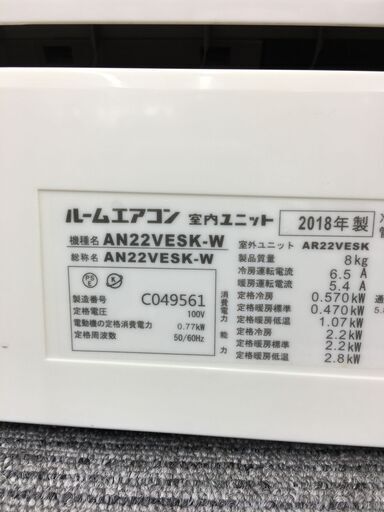 ルームエアコン 室内ユニット 2018年製
機種名 AN22VESK-W
総称名 AN22VESK-W
製造番号 C049561
定格電圧 100V
電動機の定格消費電力 0.77kW
定格周波数 50/60Hz
室外ユニット AR22VESK
製品質量 8kg
冷房運転電流 6.5A
暖房運転電流 5.4A
消費電力
定格冷房 0.570kW
定格暖房標準 0.470kW
定格暖房低温 1.07kW
能力
定格冷房 2.2kW
定格暖房標準 2.2kW
定格暖房低温 2.8kW